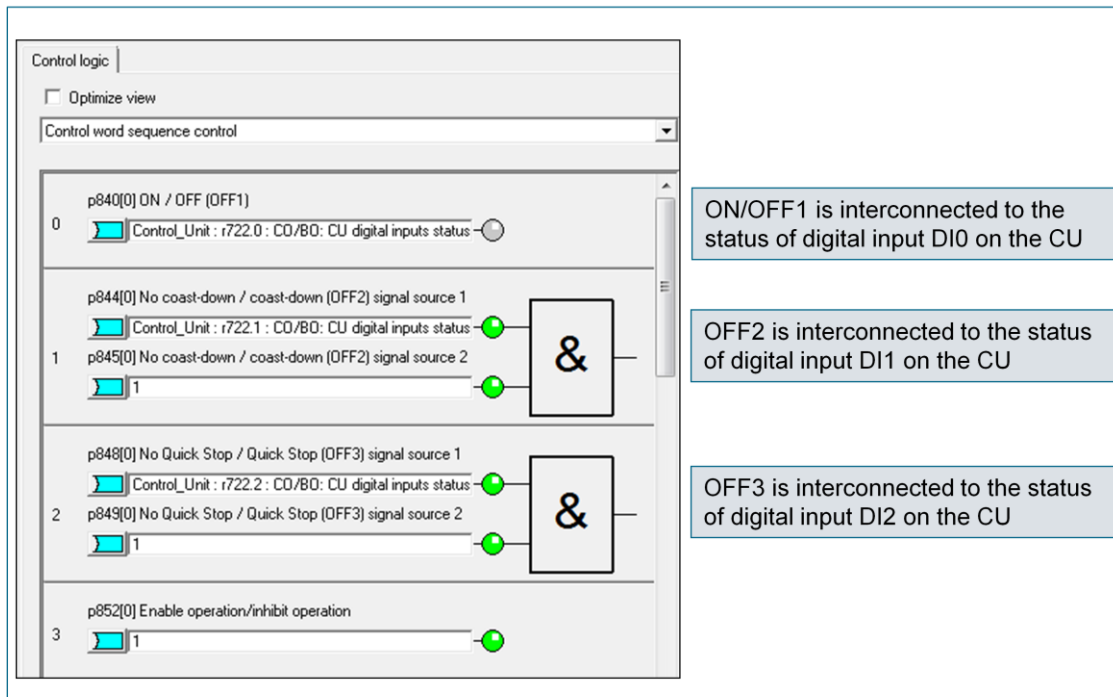 Control logic
Optimize view
Control word sequence control
0
p840[0] ON / OFF (OFF1)
Control_Unit : r722.0 : CO/BO: CU digital inputs status
ON/OFF1 is interconnected to the
status of digital input DI0 on the CU
1
p844[0] No coast-down / coast-down (OFF2) signal source 1
Control_Unit : r722.1 : CO/BO: CU digital inputs status
p845[0] No coast-down / coast-down (OFF2) signal source 2
1
&
OFF2 is interconnected to the status
of digital input DI1 on the CU
2
p848[0] No Quick Stop / Quick Stop (OFF3) signal source 1
Control_Unit : r722.2 : CO/BO: CU digital inputs status
p849[0] No Quick Stop / Quick Stop (OFF3) signal source 2
1
&
OFF3 is interconnected to the status
of digital input DI2 on the CU
3
p852[0] Enable operation/inhibit operation
1